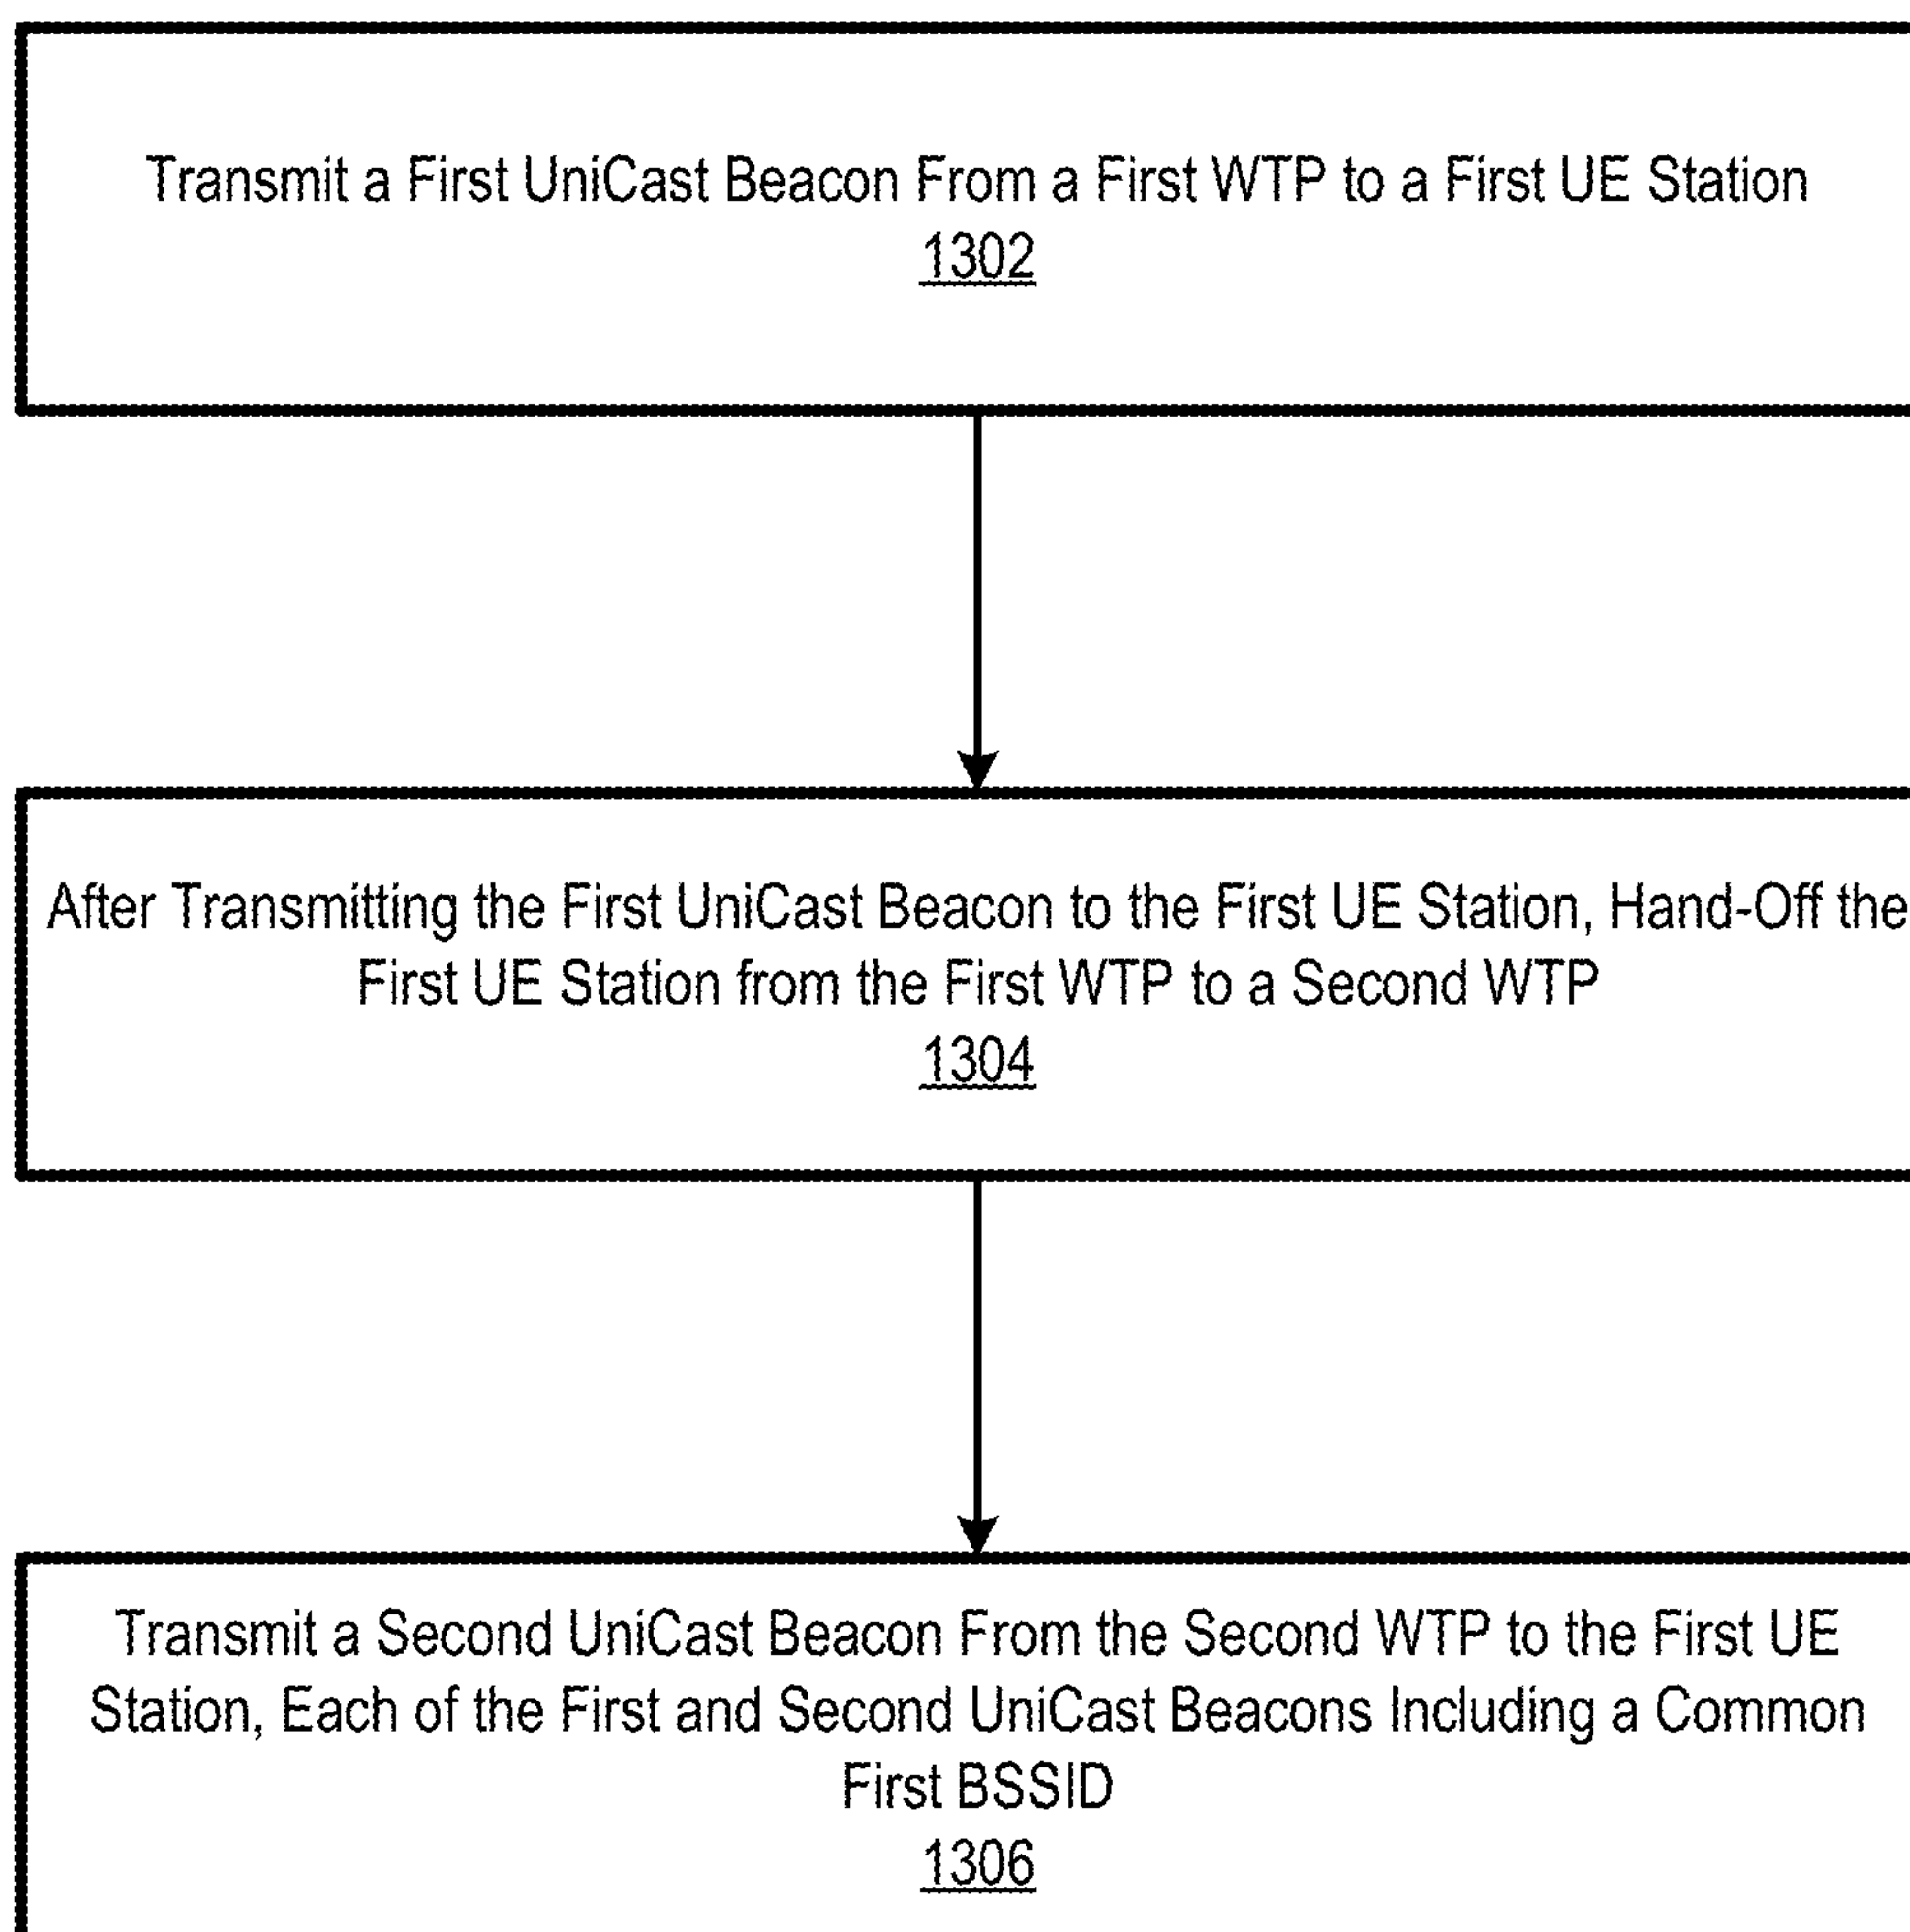 Transmit a First UniCast Beacon From a First WTP to a First UE Station
1302
After Transmitting the First UniCast Beacon to the First UE Station, Hand-Off the
First UE Station from the First WTP to a Second WTP
1304
Transmit a Second UniCast Beacon From the Second WTP to the First UE
Station, Each of the First and Second UniCast Beacons Including a Common
First BSSID
1306